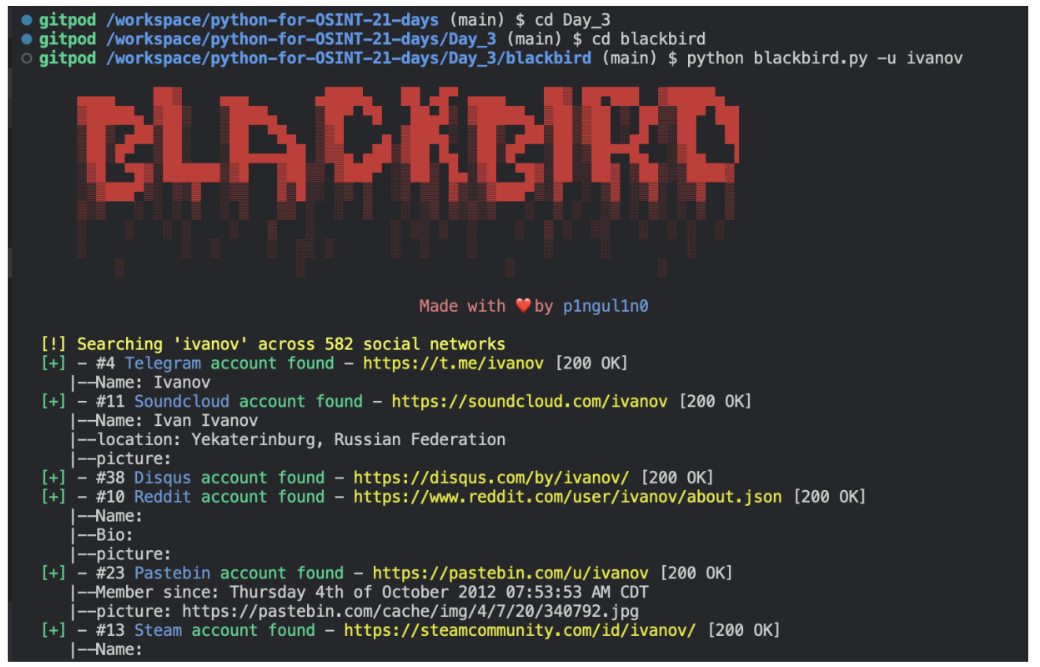 gitpod /workspace/python-for-OSINT-21-days (main) $ cd Day_3
gitpod /workspace/python-for-OSINT-21-days/Day_3 (main) $ cd blackbird
gitpod /workspace/python-for-OSINT-21-days/Day_3/blackbird (main) $ python blackbird.py -u ivanov
BLACKBIRD
Made with ❤️by p1ngul1n0
[!] Searching 'ivanov' across 582 social networks
[+] - #4 Telegram account found - https://t.me/ivanov [200 OK]
|--Name: Ivanov
[+] - #11 Soundcloud account found - https://soundcloud.com/ivanov [200 OK]
|--Name: Ivan Ivanov
|--location: Yekaterinburg, Russian Federation
|--picture:
[+] - #38 Disqus account found - https://disqus.com/by/ivanov/ [200 OK]
[+] - #10 Reddit account found - https://www.reddit.com/user/ivanov/about.json [200 OK]
|--Name:
|--Bio:
|--picture:
[+] - #23 Pastebin account found - https://pastebin.com/u/ivanov [200 OK]
|--Member since: Thursday 4th of October 2012 07:53:53 AM CDT
|--picture: https://pastebin.com/cache/img/4/7/20/340792.jpg
[+] - #13 Steam account found - https://steamcommunity.com/id/ivanov/ [200 OK]
|--Name: